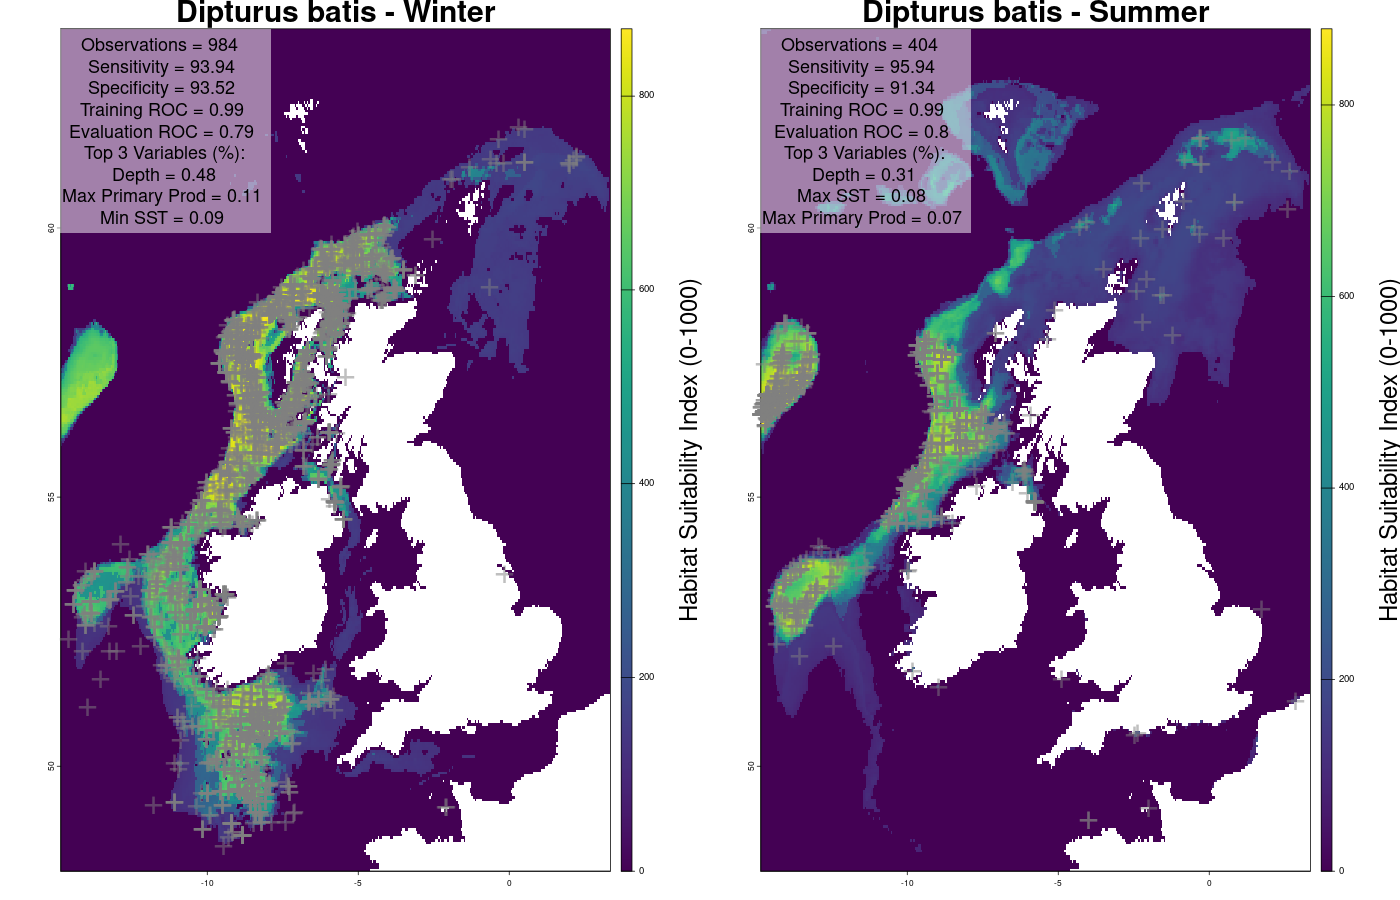 Dipturus batis - Winter
Observations = 984
Sensitivity = 93.94
Specificity = 93.52
Training ROC = 0.99
Evaluation ROC = 0.79
Top 3 Variables (%):
Depth = 0.48
Max Primary Prod = 0.11
Min SST = 0.09
60
55
50
-10
-5
0
800
600
400
200
0
Habitat Suitability Index (0-1000)
Dipturus batis - Summer
Observations = 404
Sensitivity = 95.94
Specificity = 91.34
Training ROC = 0.99
Evaluation ROC = 0.8
Top 3 Variables (%):
Depth = 0.31
Max SST = 0.08
Max Primary Prod = 0.07
60
55
50
-10
-5
0
800
600
400
200
0
Habitat Suitability Index (0-1000)